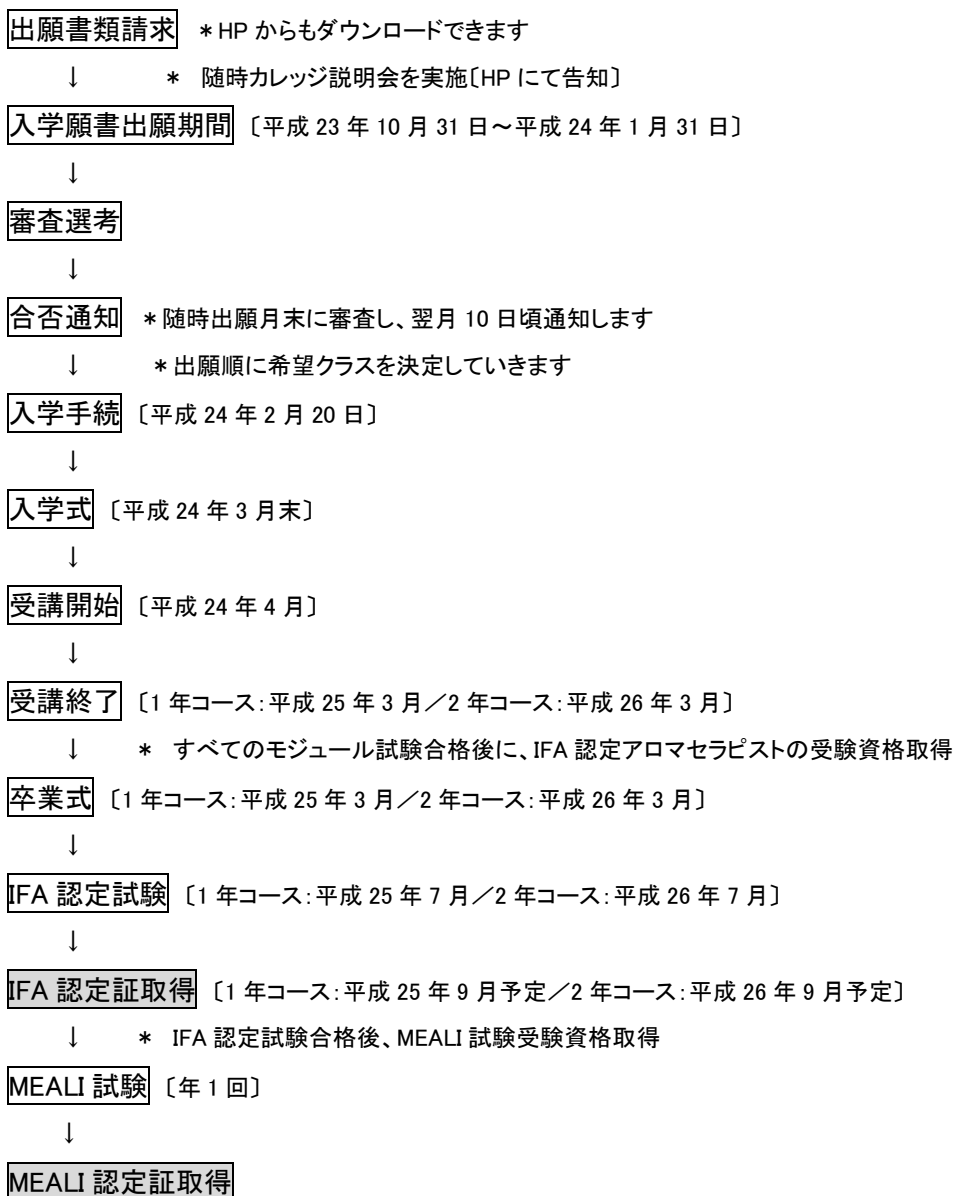 出願書類請求 *HP からもダウンロードできます
↓ * 随時カレッジ説明会を実施〔HP にて告知〕
入学願書出願期間 〔平成 23 年 10 月 31 日～平成 24 年 1 月 31 日〕
↓
審査選考
↓
合否通知 *随時出願月末に審査し、翌月 10 日頃通知します
↓ *出願順に希望クラスを決定していきます
入学手続 〔平成 24 年 2 月 20 日〕
↓
入学式 〔平成 24 年 3 月末〕
↓
受講開始 〔平成 24 年 4 月〕
↓
受講終了 〔1 年コース：平成 25 年 3 月／2 年コース：平成 26 年 3 月〕
↓ * すべてのモジュール試験合格後に、IFA 認定アロマセラピストの受験資格取得
卒業式 〔1 年コース：平成 25 年 3 月／2 年コース：平成 26 年 3 月〕
↓
IFA 認定試験 〔1 年コース：平成 25 年 7 月／2 年コース：平成 26 年 7 月〕
↓
IFA 認定証取得 〔1 年コース：平成 25 年 9 月予定／2 年コース：平成 26 年 9 月予定〕
↓ * IFA 認定試験合格後、MEALI 試験受験資格取得
MEALI 試験 〔年 1 回〕
↓
MEALI 認定証取得